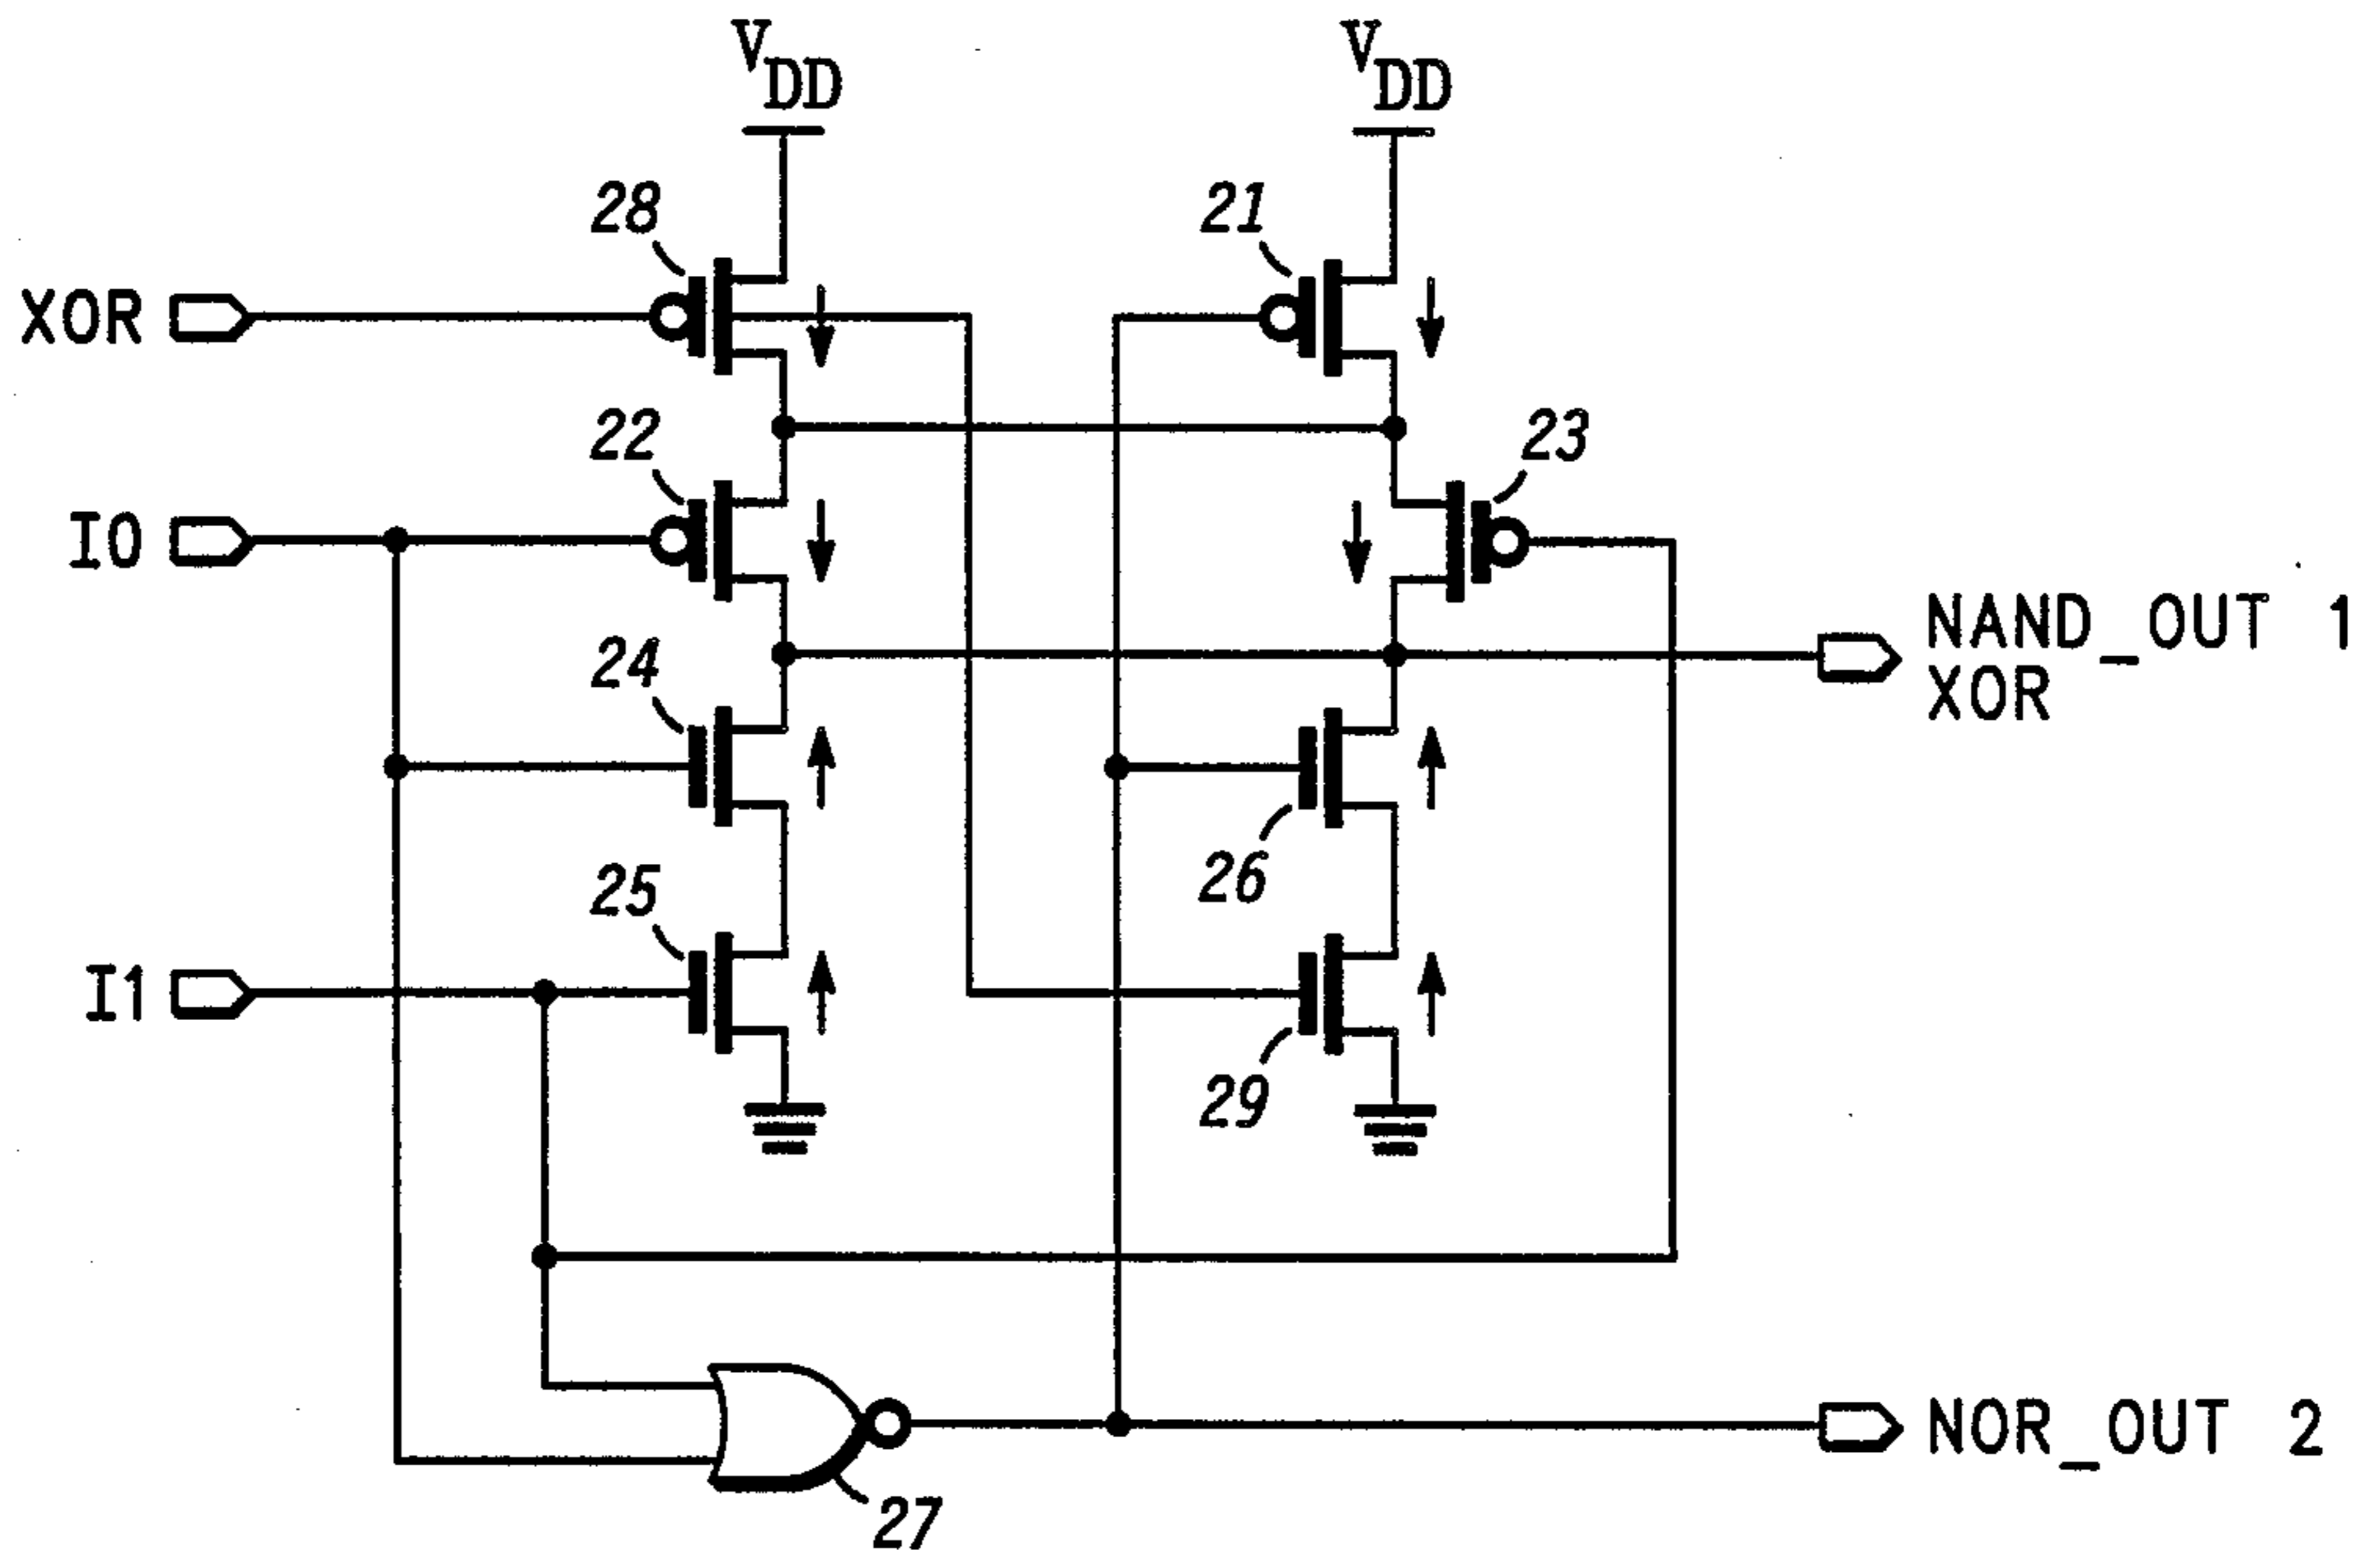 VDD VDD
28 21
XOR
22 23
I0
NAND_OUT 1
24
XOR
25 26
I1
29
NOR_OUT 2
27